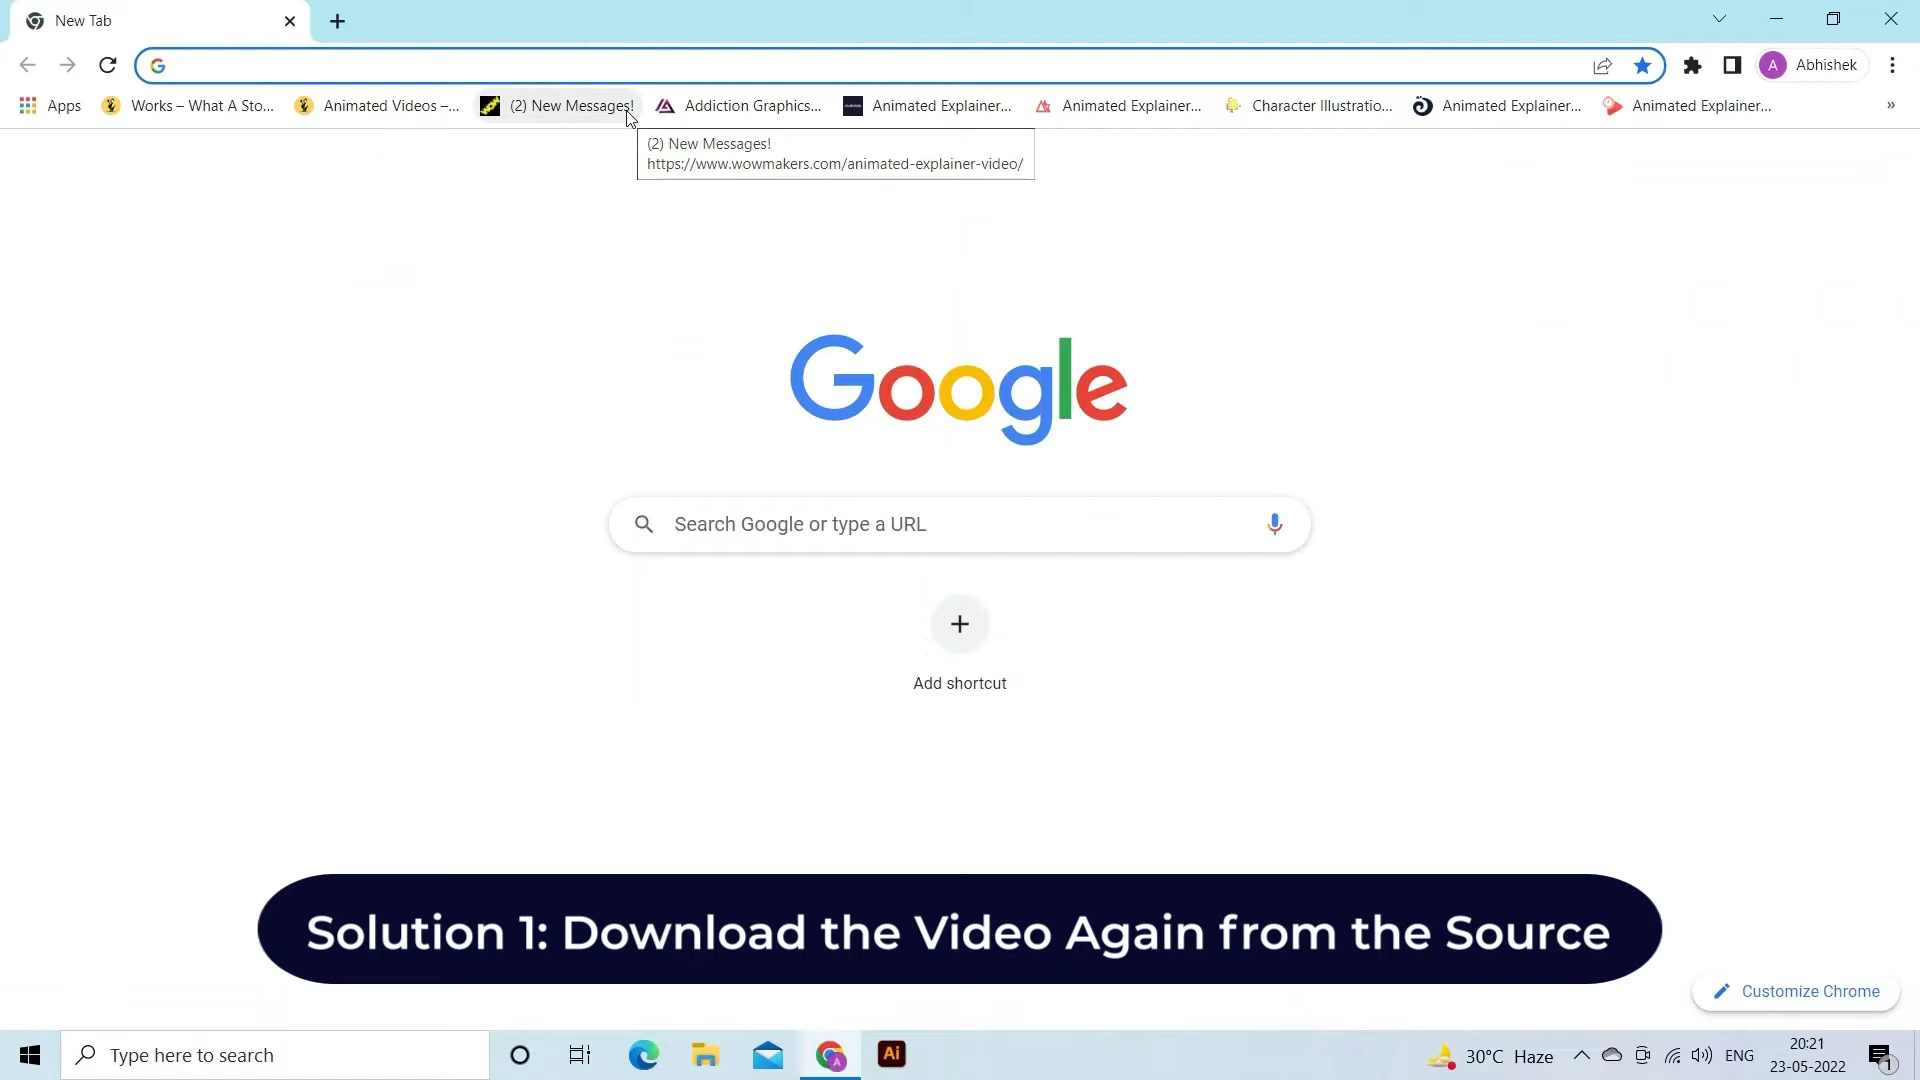 New Tab
A Abhishek
Apps Works – What A Sto... Animated Videos –... (2) New Messages! Addiction Graphics... Animated Explainer... Animated Explainer... Character Illustratio... Animated Explainer... Animated Explainer... »
(2) New Messages!
https://www.wowmakers.com/animated-explainer-video/
Google
Search Google or type a URL
Add shortcut
Solution 1: Download the Video Again from the Source
Customize Chrome
Type here to search
Ai
30°C Haze
ENG
20:21
23-05-2022
1